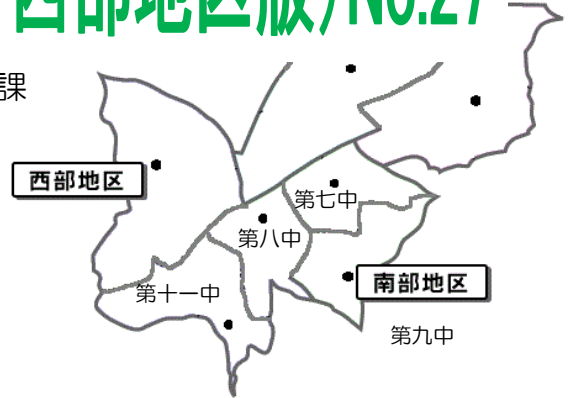 西部地区版)No.27
課
西部地区
第七中
第八中
南部地区
第十一中
第九中